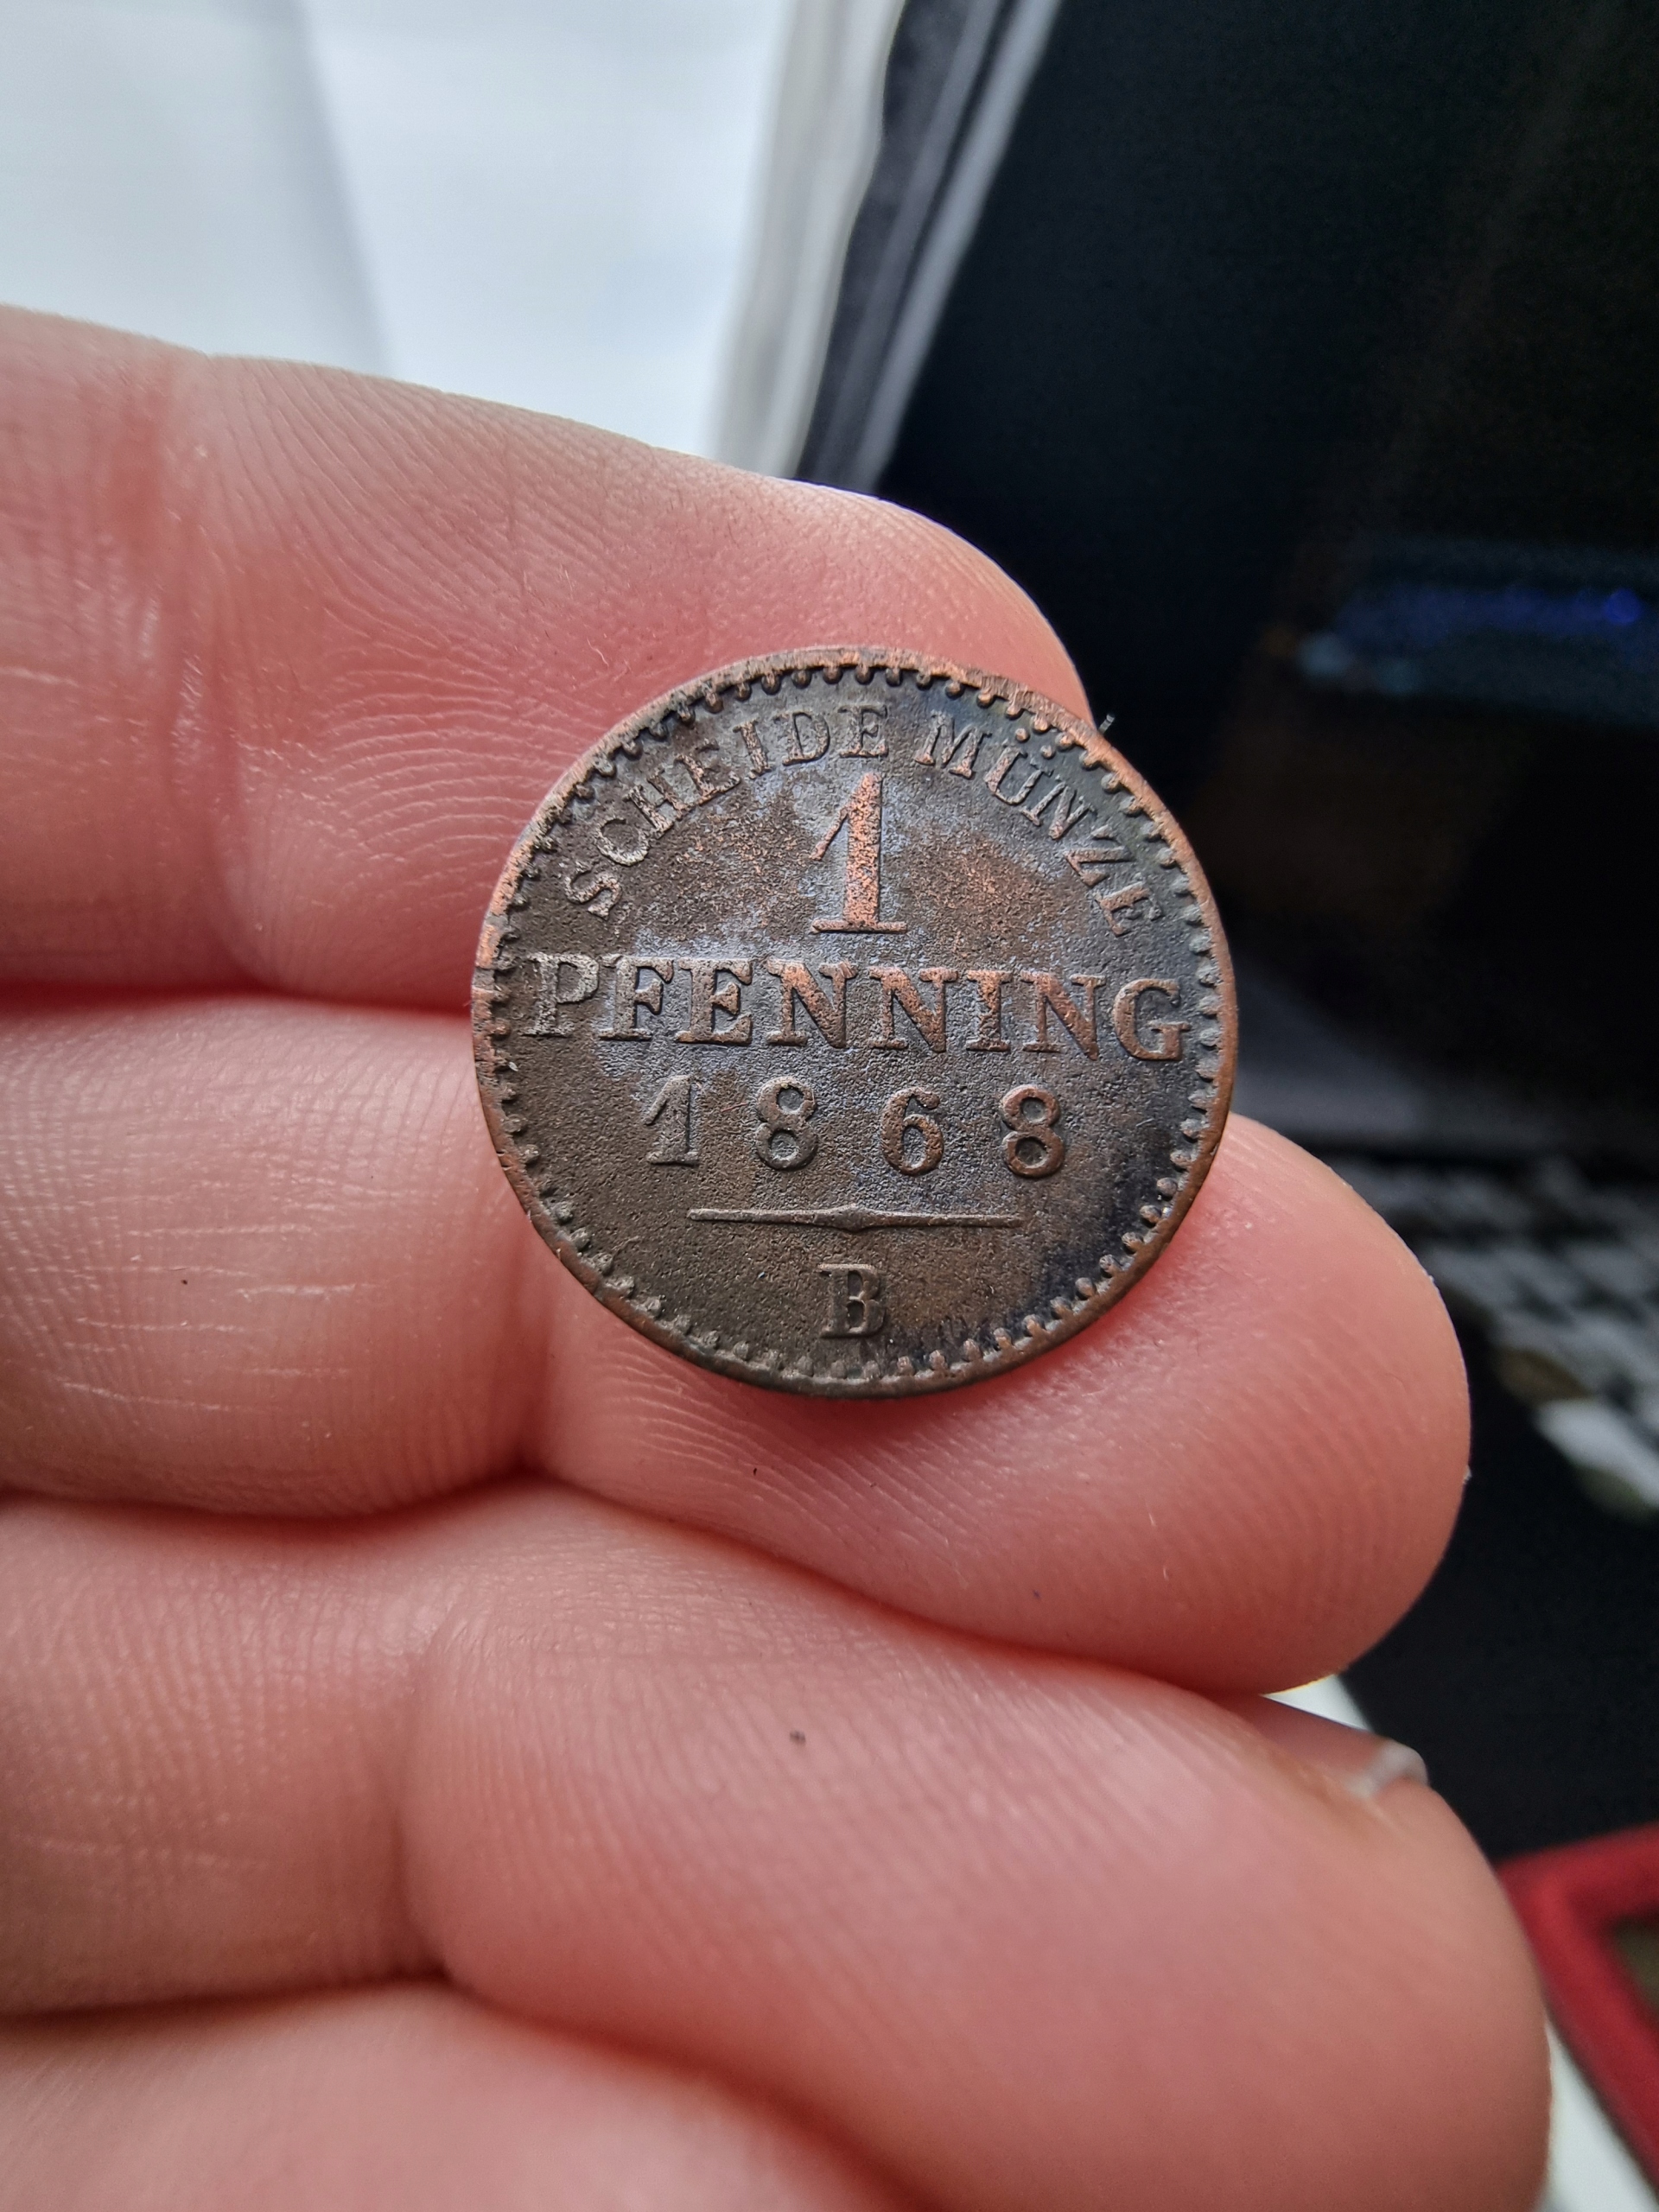 SCHEIDE MÜNZE
1
PFENNING
1868
B